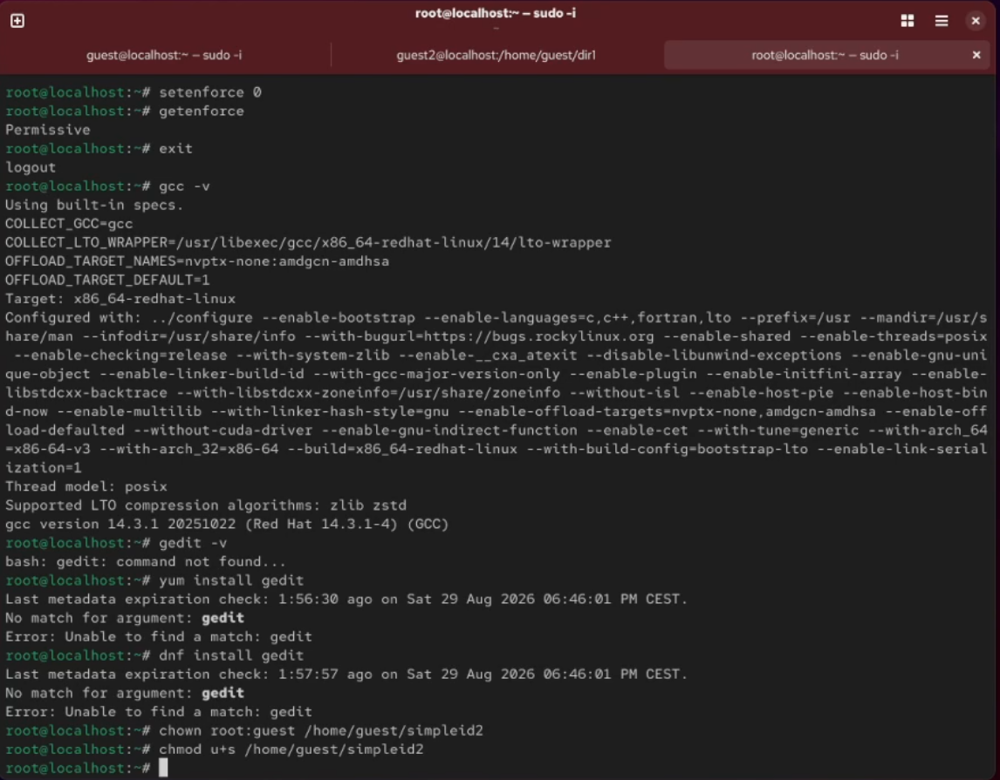 root@localhost:~ — sudo -i
~
guest@localhost:~ — sudo -i
guest2@localhost:/home/guest/dir1
root@localhost:~ — sudo -i
root@localhost:~# setenforce 0
root@localhost:~# getenforce
Permissive
root@localhost:~# exit
logout
root@localhost:~# gcc -v
Using built-in specs.
COLLECT_GCC=gcc
COLLECT_LTO_WRAPPER=/usr/libexec/gcc/x86_64-redhat-linux/14/lto-wrapper
OFFLOAD_TARGET_NAMES=nvptx-none:amdgcn-amdhsa
OFFLOAD_TARGET_DEFAULT=1
Target: x86_64-redhat-linux
Configured with: ../configure --enable-bootstrap --enable-languages=c,c++,fortran,lto --prefix=/usr --mandir=/usr/s
hare/man --infodir=/usr/share/info --with-bugurl=https://bugs.rockylinux.org --enable-shared --enable-threads=posix
 --enable-checking=release --with-system-zlib --enable-__cxa_atexit --disable-libunwind-exceptions --enable-gnu-uni
que-object --enable-linker-build-id --with-gcc-major-version-only --enable-plugin --enable-initfini-array --enable-
libstdcxx-backtrace --with-libstdcxx-zoneinfo=/usr/share/zoneinfo --without-isl --enable-host-pie --enable-host-bin
d-now --enable-multilib --with-linker-hash-style=gnu --enable-offload-targets=nvptx-none,amdgcn-amdhsa --enable-off
load-defaulted --without-cuda-driver --enable-gnu-indirect-function --enable-cet --with-tune=generic --with-arch_64
=x86-64-v3 --with-arch_32=x86-64 --build=x86_64-redhat-linux --with-build-config=bootstrap-lto --enable-link-serial
ization=1
Thread model: posix
Supported LTO compression algorithms: zlib zstd
gcc version 14.3.1 20251022 (Red Hat 14.3.1-4) (GCC)
root@localhost:~# gedit -v
bash: gedit: command not found...
root@localhost:~# yum install gedit
Last metadata expiration check: 1:56:30 ago on Sat 29 Aug 2026 06:46:01 PM CEST.
No match for argument: gedit
Error: Unable to find a match: gedit
root@localhost:~# dnf install gedit
Last metadata expiration check: 1:57:57 ago on Sat 29 Aug 2026 06:46:01 PM CEST.
No match for argument: gedit
Error: Unable to find a match: gedit
root@localhost:~# chown root:guest /home/guest/simpleid2
root@localhost:~# chmod u+s /home/guest/simpleid2
root@localhost:~#